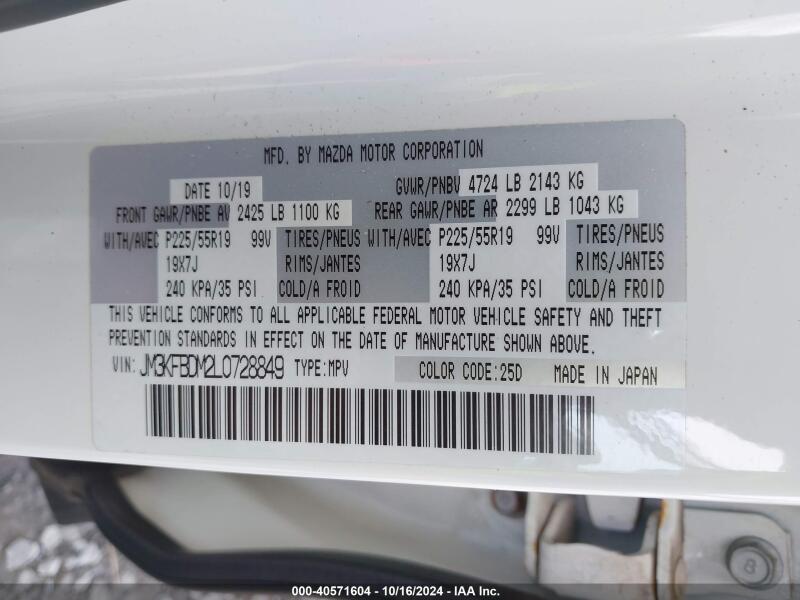 MFD. BY MAZDA MOTOR CORPORATION
DATE 10/19 GVWR/PNBV 4724 LB 2143 KG
FRONT GAWR/PNBE AV 2425 LB 1100 KG REAR GAWR/PNBE AR 2299 LB 1043 KG
WITH/AVEC P225/55R19 99V TIRES/PNEUS WITH/AVEC P225/55R19 99V TIRES/PNEUS
19X7J RIMS/JANTES 19X7J RIMS/JANTES
240 KPA/35 PSI COLD/A FROID 240 KPA/35 PSI COLD/A FROID
THIS VEHICLE CONFORMS TO ALL APPLICABLE FEDERAL MOTOR VEHICLE SAFETY AND THEFT
PREVENTION STANDARDS IN EFFECT ON THE DATE OF MANUFACTURE SHOWN ABOVE.
VIN: JM3KFBDM2L0728849 TYPE:MPV COLOR CODE:25D MADE IN JAPAN
8
000-40571604 - 10/16/2024 - IAA Inc.